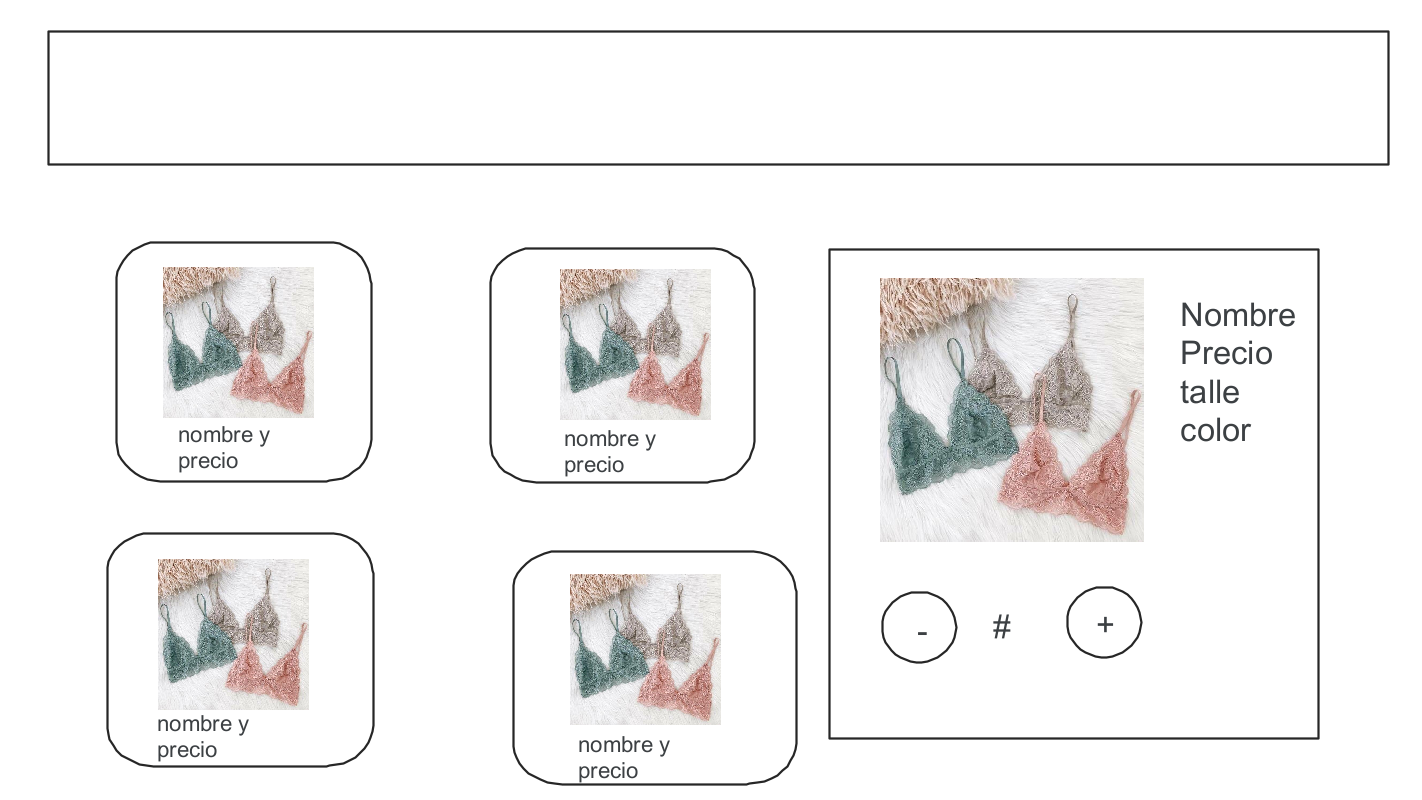 nombre y
precio
nombre y
precio
Nombre
Precio
talle
color
- # +
nombre y
precio
nombre y
precio